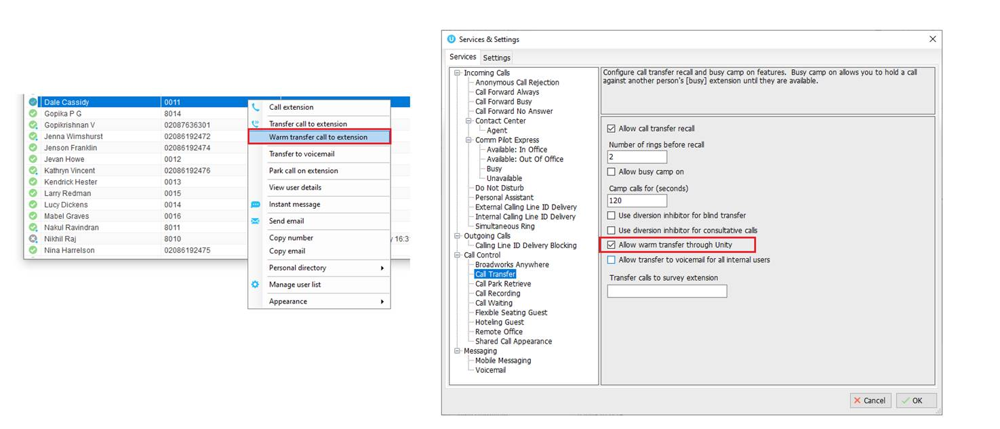 Dale Cassidy 0011
Gopika P G 8014
Gopikrishnan V 02087636301
Jenna Wimshurst 02086192472
Jenson Franklin 02086192474
Jevan Howe 0012
Kathryn Vincent 02086192476
Kendrick Hester 0013
Larry Redman 0015
Lucy Dickens 0014
Mabel Graves 0016
Nakul Ravindran 8011
Nikhil Raj 8010
Nina Harrelson 02086192475
Call extension
Transfer call to extension
Warm transfer call to extension
Transfer to voicemail
Park call on extension
View user details
Instant message
Send email
Copy number
Copy email
Personal directory
Manage user list
Appearance
Services & Settings
Services Settings
Incoming Calls
Anonymous Call Rejection
Call Forward Always
Call Forward Busy
Call Forward No Answer
Contact Center
Agent
Comm Pilot Express
Available: In Office
Available: Out Of Office
Busy
Unavailable
Do Not Disturb
Personal Assistant
External Calling Line ID Delivery
Internal Calling Line ID Delivery
Simultaneous Ring
Outgoing Calls
Calling Line ID Delivery Blocking
Call Control
Broadworks Anywhere
Call Transfer
Call Park Retrieve
Call Recording
Call Waiting
Flexible Seating Guest
Hoteling Guest
Remote Office
Shared Call Appearance
Messaging
Mobile Messaging
Voicemail
Configure call transfer recall and busy camp on features. Busy camp on allows you to hold a call
against another person's [busy] extension until they are available.
Allow call transfer recall
Number of rings before recall
2
Allow busy camp on
Camp calls for (seconds)
120
Use diversion inhibitor for blind transfer
Use diversion inhibitor for consultative calls
Allow warm transfer through Unity
Allow transfer to voicemail for all internal users
Transfer calls to survey extension
Cancel OK